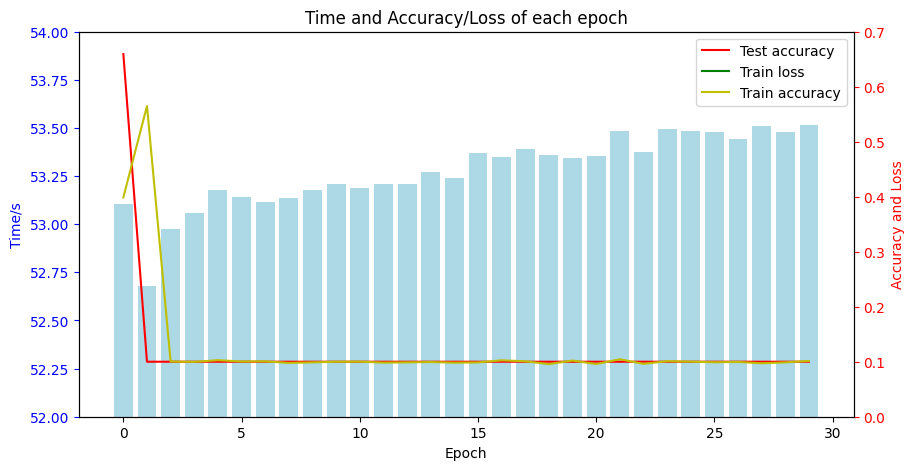 Time and Accuracy/Loss of each epoch
54.00
53.75
53.50
53.25
53.00
52.75
52.50
52.25
52.00
Time/s
0.7
0.6
0.5
0.4
0.3
0.2
0.1
0.0
Accuracy and Loss
Test accuracy
Train loss
Train accuracy
0 5 10 15 20 25 30
Epoch